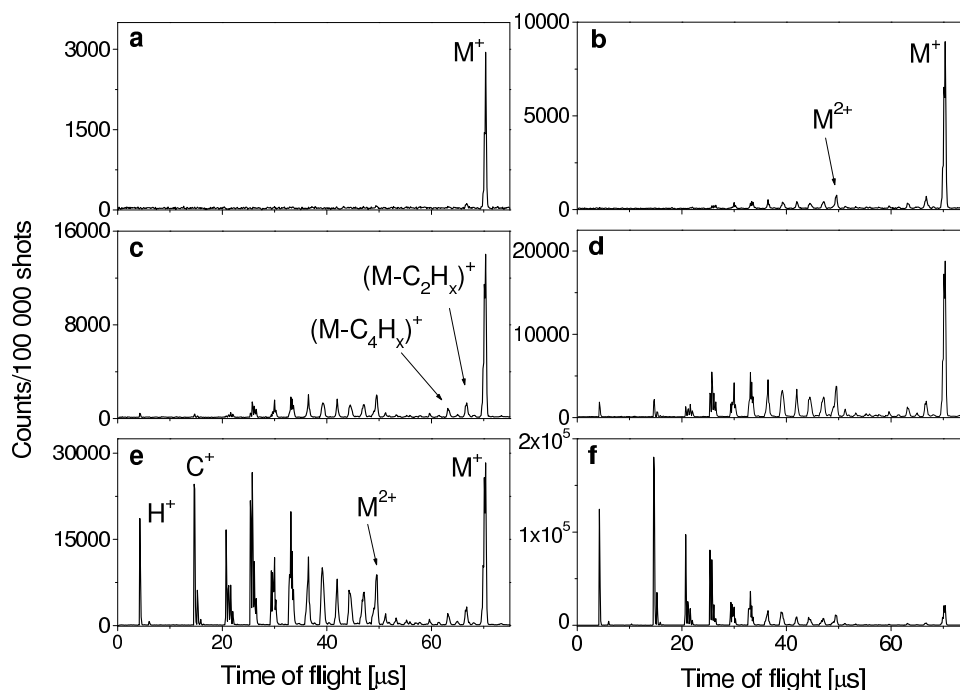 a
3000
1500
0
M⁺
b
10000
5000
0
M⁺
M²⁺
c
16000
8000
0
(M-C₂Hₓ)⁺
(M-C₄Hₓ)⁺
d
20000
10000
0
e
30000
15000
0
H⁺
C⁺
M²⁺
M⁺
f
2x10⁵
1x10⁵
0
0 20 40 60
0 20 40 60
Counts/100 000 shots
Time of flight [μs]
Time of flight [μs]